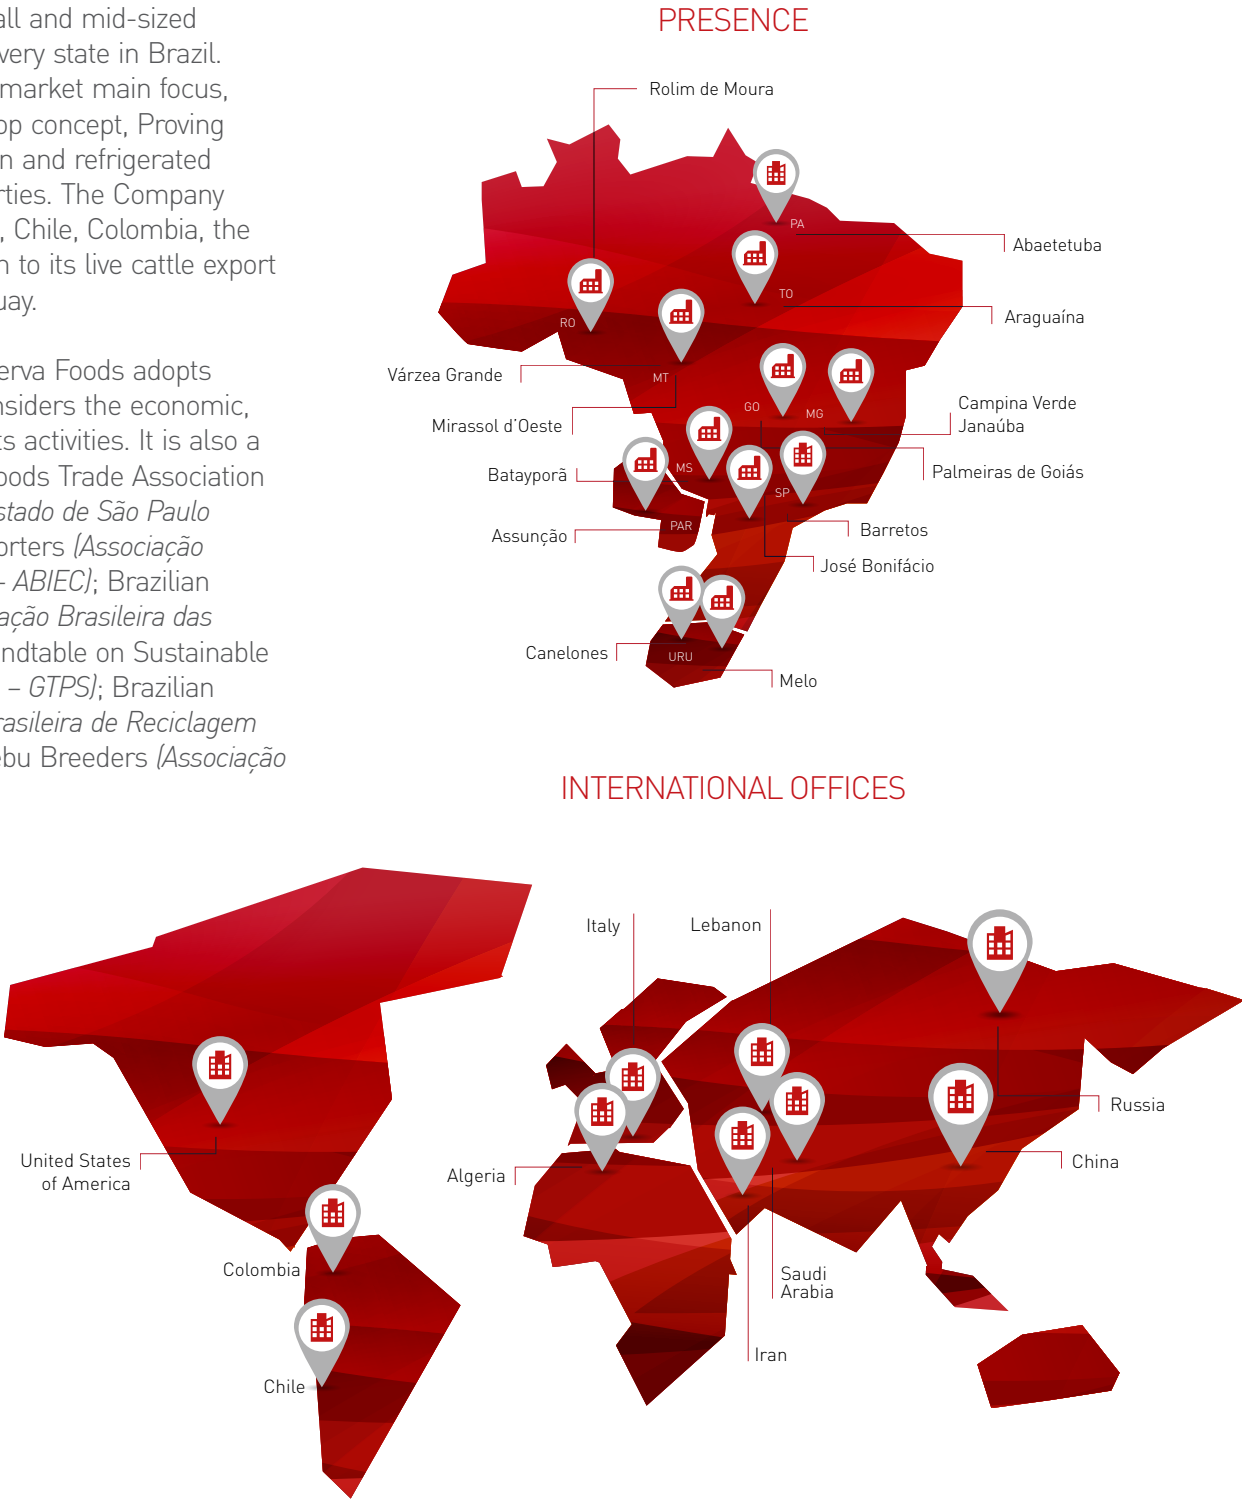 all and mid-sized
very state in Brazil.
market main focus,
op concept, Proving
n and refrigerated
rties. The Company
, Chile, Colombia, the
n to its live cattle export
uay.
erva Foods adopts
nsiders the economic,
ts activities. It is also a
oods Trade Association
stado de São Paulo
orters (Associação
– ABIEC); Brazilian
ação Brasileira das
ndtable on Sustainable
– GTPS); Brazilian
rasileira de Reciclagem
ebu Breeders (Associação
PRESENCE
Rolim de Moura
PA
Abaetetuba
TO
Araguaína
RO
Várzea Grande
MT
Mirassol d’Oeste
GO
MG
Campina Verde
Janaúba
Batayporã
MS
Palmeiras de Goiás
SP
Assunção
PAR
Barretos
José Bonifácio
Canelones
URU
Melo
INTERNATIONAL OFFICES
Italy
Lebanon
Russia
United States
of America
Algeria
China
Colombia
Saudi
Arabia
Iran
Chile